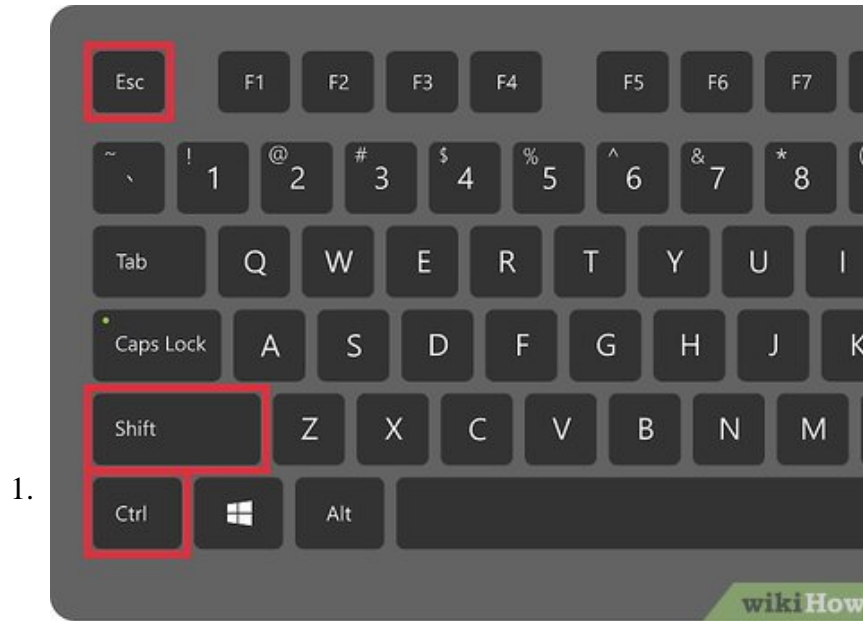 Esc F1 F2 F3 F4 F5 F6 F7
~ ` ! 1 @ 2 # 3 $ 4 % 5 ^ 6 & 7 * 8 (
Tab Q W E R T Y U I
Caps Lock A S D F G H J K
Shift Z X C V B N M
1.
Ctrl Alt
wikiHow